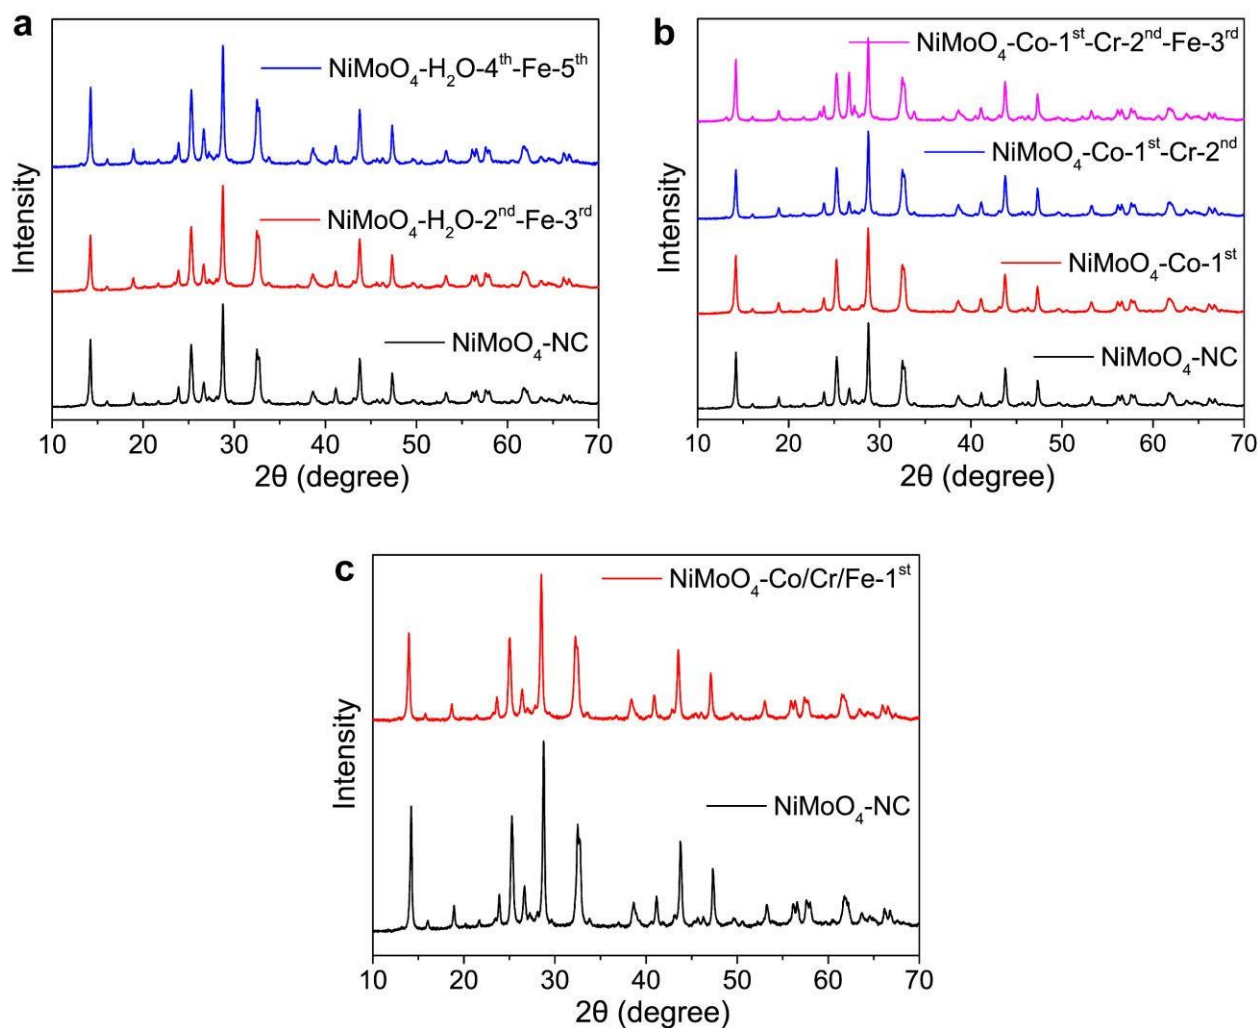 a
NiMoO₄-H₂O-4ᵗʰ-Fe-5ᵗʰ
NiMoO₄-H₂O-2ⁿᵈ-Fe-3ʳᵈ
NiMoO₄-NC
Intensity
10 20 30 40 50 60 70
2θ (degree)
b
NiMoO₄-Co-1ˢᵗ-Cr-2ⁿᵈ-Fe-3ʳᵈ
NiMoO₄-Co-1ˢᵗ-Cr-2ⁿᵈ
NiMoO₄-Co-1ˢᵗ
NiMoO₄-NC
Intensity
10 20 30 40 50 60 70
2θ (degree)
c
NiMoO₄-Co/Cr/Fe-1ˢᵗ
NiMoO₄-NC
Intensity
10 20 30 40 50 60 70
2θ (degree)